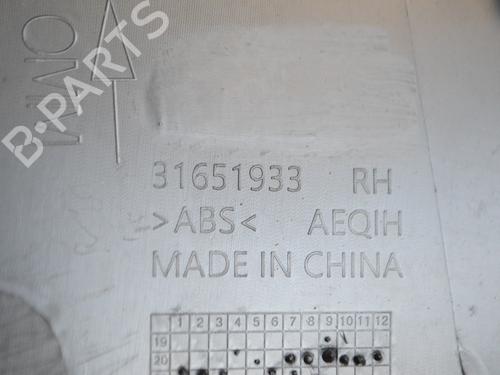 B-PARTS
31651933 RH
>ABS< AEQIH
MADE IN CHINA
1 2 3 4 5 6 7 8 9 10 11 12
19
20